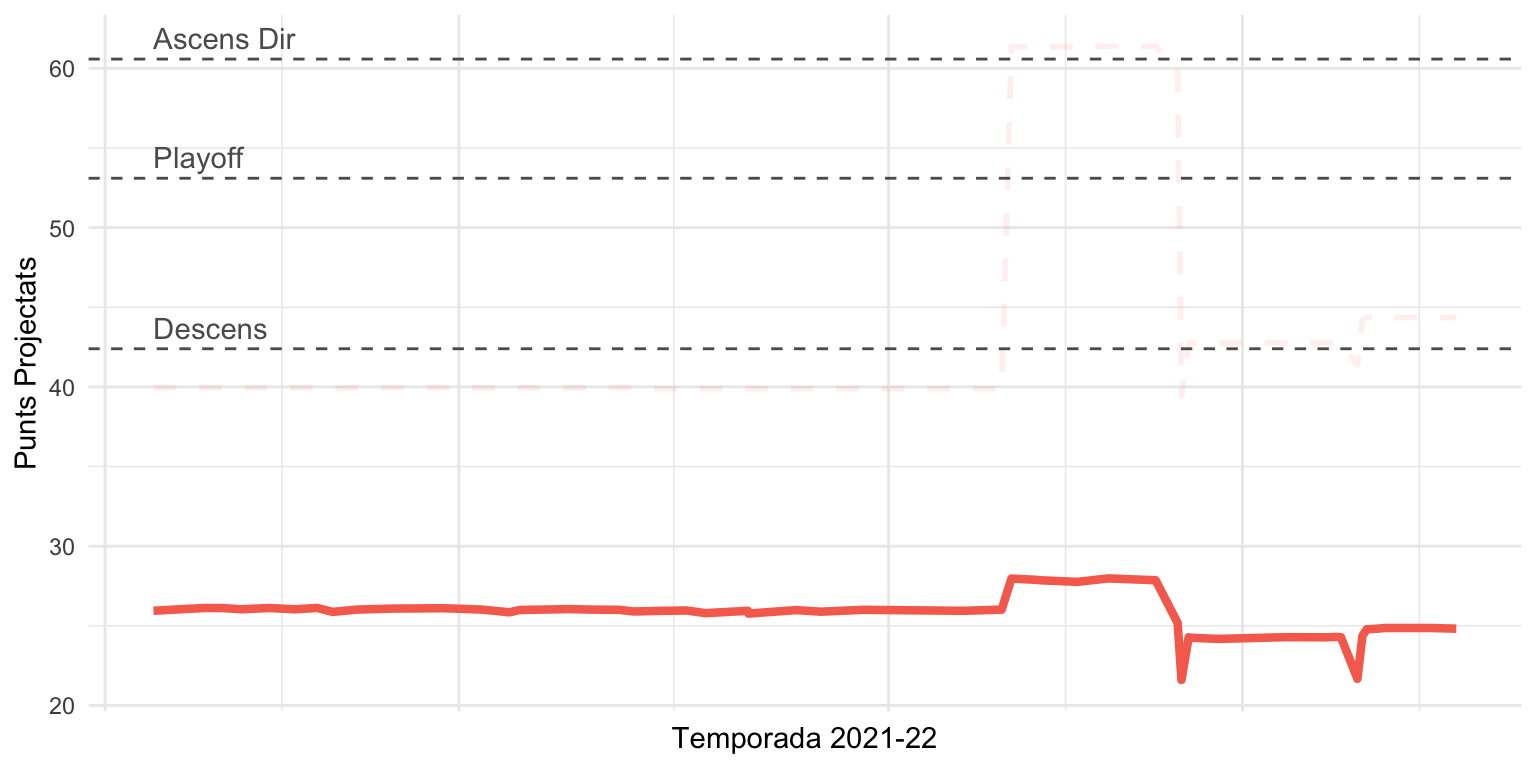 Ascens Dir
60
Playoff
50
Descens
40
30
20
Punts Projectats
Temporada 2021-22